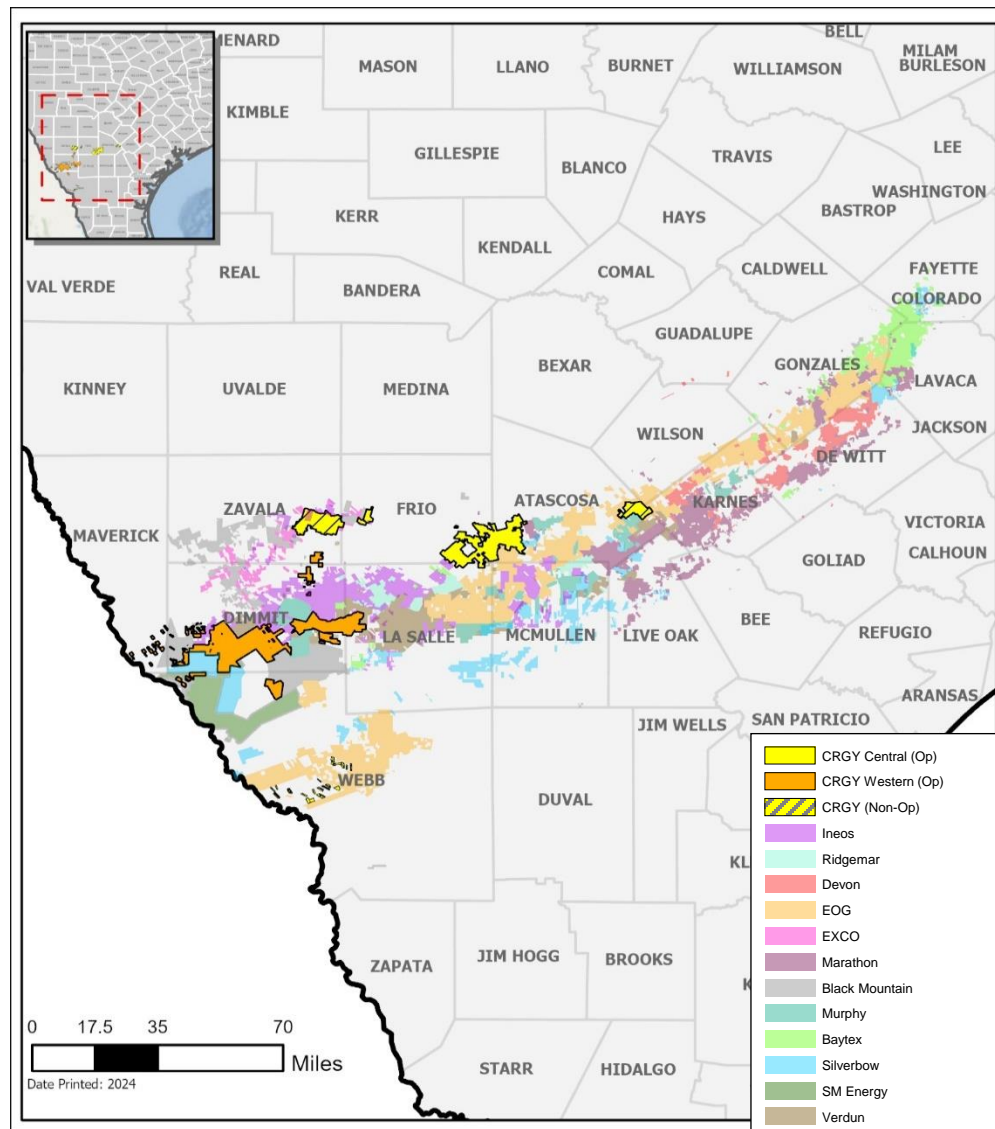 MENARD
MASON
LLANO
BURNET
BELL
WILLIAMSON
MILAM
BURLESON
KIMBLE
GILLESPIE
BLANCO
TRAVIS
LEE
WASHINGTON
BASTROP
KERR
HAYS
KENDALL
CALDWELL
FAYETTE
VAL VERDE
REAL
BANDERA
COMAL
COLORADO
GUADALUPE
BEXAR
GONZALES
KINNEY
UVALDE
MEDINA
LAVACA
JACKSON
WILSON
DE WITT
ZAVALA
FRIO
ATASCOSA
KARNES
MAVERICK
VICTORIA
GOLIAD
CALHOUN
DIMMIT
LA SALLE
MCMULLEN
LIVE OAK
BEE
REFUGIO
ARANSAS
JIM WELLS
SAN PATRICIO
WEBB
DUVAL
KL
ZAPATA
JIM HOGG
BROOKS
K
STARR
HIDALGO
CRGY Central (Op)
CRGY Western (Op)
CRGY (Non-Op)
Ineos
Ridgemar
Devon
EOG
EXCO
Marathon
Black Mountain
Murphy
Baytex
Silverbow
SM Energy
Verdun
0 17.5 35 70
Miles
Date Printed: 2024